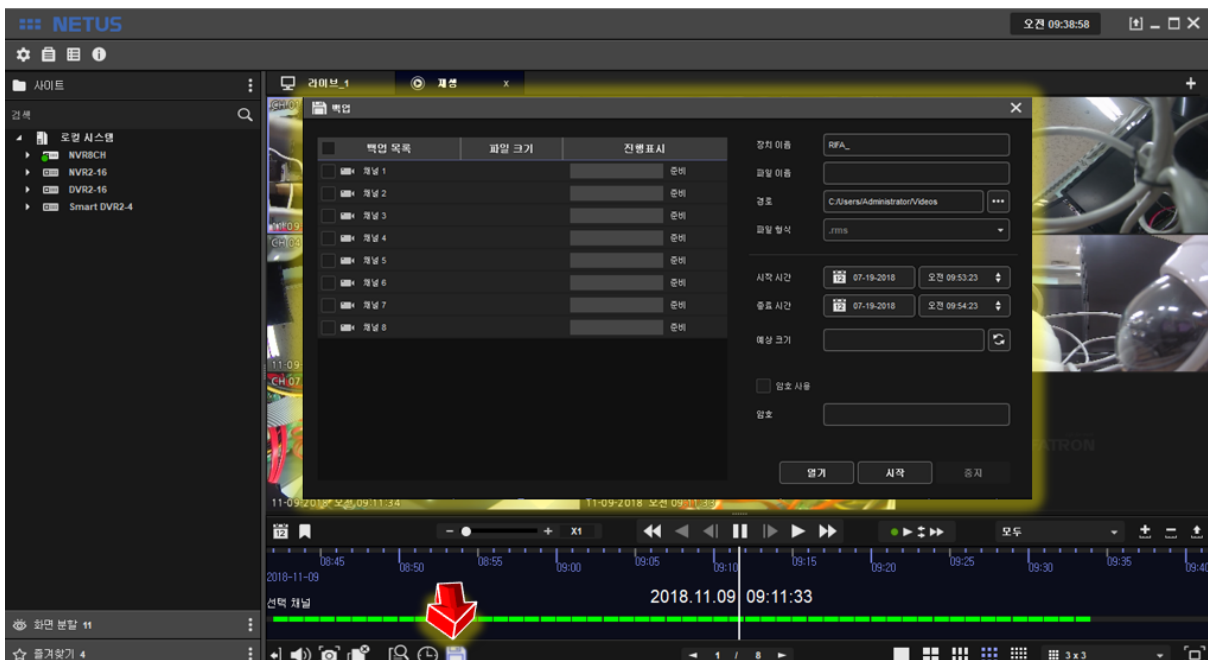 NETUS
오전 09:38:58
사이트
라이브_1
재생
x
검색
로컬 시스템
NVR8CH
NVR2-16
DVR2-16
Smart DVR2-4
백업
백업 목록 파일 크기 진행표시
채널 1 준비
채널 2 준비
채널 3 준비
채널 4 준비
채널 5 준비
채널 6 준비
채널 7 준비
채널 8 준비
장치 이름 RIFA_
파일 이름
경로 C:/Users/Administrator/Videos
파일 형식 .rms
시작 시간 12 07-19-2018 오전 09:53:23
종료 시간 12 07-19-2018 오전 09:54:23
예상 크기
암호 사용
암호
열기 시작 중지
CH 07
11-09-2018 오전 09:11:34
11-09-2018 오전 09:11:33
12 - + X1 모두
08:45 08:50 08:55 09:00 09:05 09:10 09:15 09:20 09:25 09:30 09:35 09:40
2018-11-09
선택 채널
2018.11.09 09:11:33
화면 분할 11
즐겨찾기 4
1 / 8
3 x 3